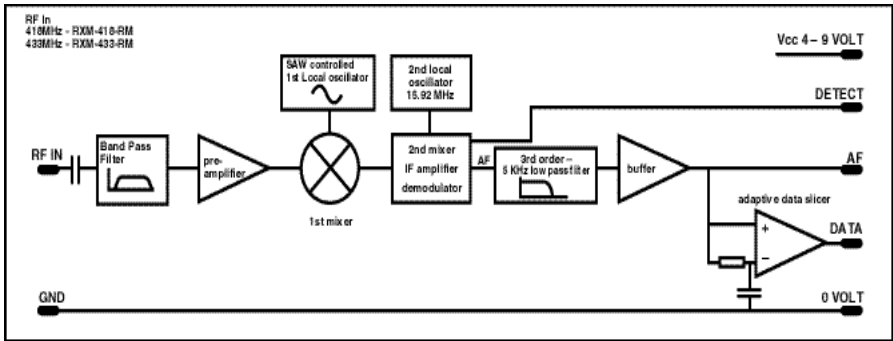 RF In
418MHz - RXM-418-RM
433MHz - RXM-433-RM
Vcc 4 – 9 VOLT
SAW controlled
1st Local oscillator
2nd local
oscillator
15.92 MHz
DETECT
RF IN
Band Pass
Filter
pre-
amplifier
1st mixer
2nd mixer
IF amplifier
demodulator
AF
3rd order –
5 KHz low pass filter
buffer
AF
adaptive data slicer
+
–
DATA
GND
0 VOLT